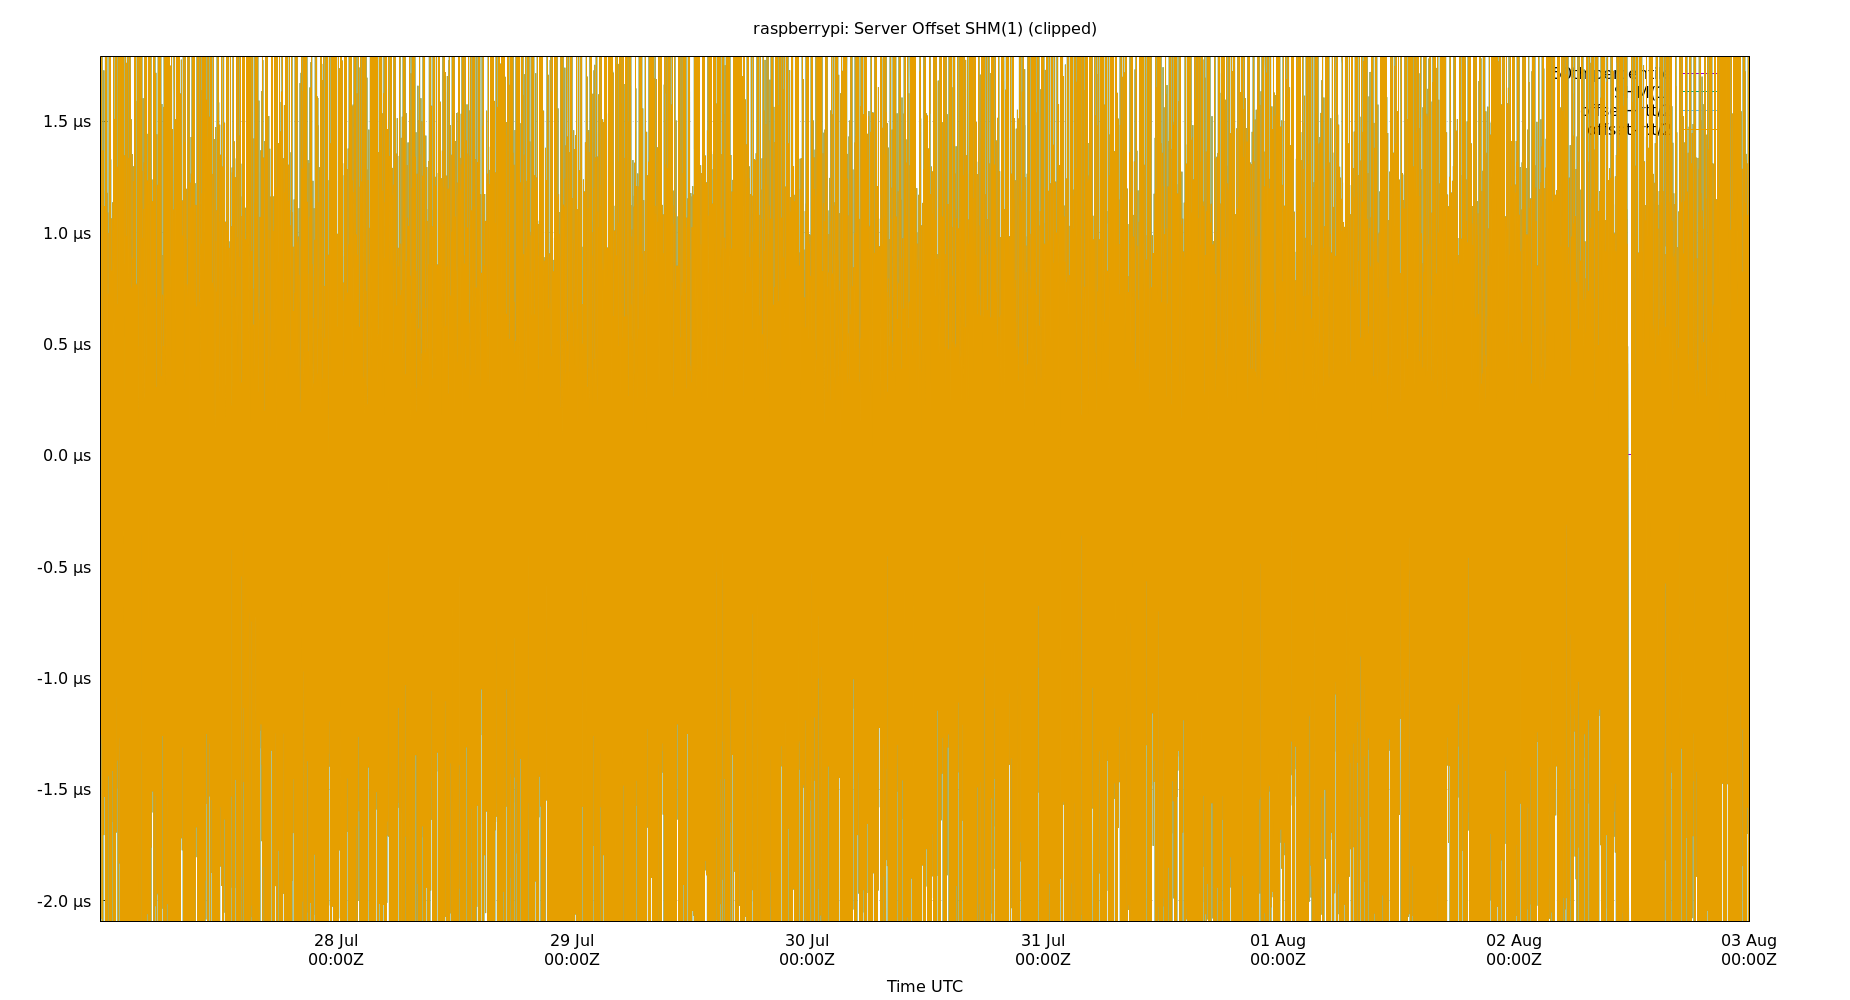 raspberrypi: Server Offset SHM(1) (clipped)
1.5 µs
1.0 µs
0.5 µs
0.0 µs
-0.5 µs
-1.0 µs
-1.5 µs
-2.0 µs
28 Jul
00:00Z
29 Jul
00:00Z
30 Jul
00:00Z
31 Jul
00:00Z
01 Aug
00:00Z
02 Aug
00:00Z
03 Aug
00:00Z
Time UTC